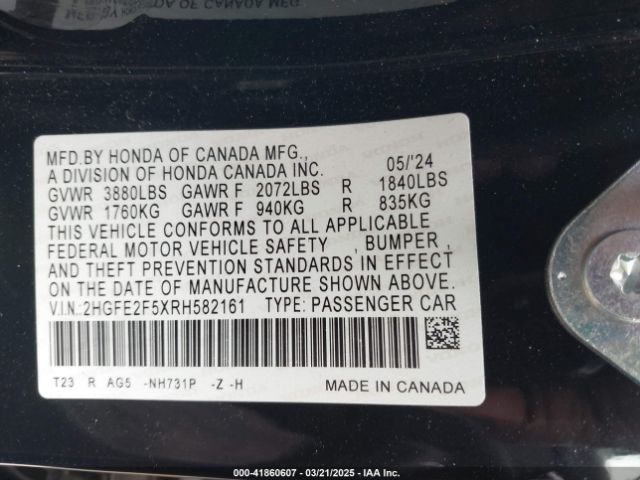 MFD.BY HONDA OF CANADA MFG.,
A DIVISION OF HONDA CANADA INC. 05/'24
GVWR 3880LBS GAWR F 2072LBS R 1840LBS
GVWR 1760KG GAWR F 940KG R 835KG
THIS VEHICLE CONFORMS TO ALL APPLICABLE
FEDERAL MOTOR VEHICLE SAFETY , BUMPER ,
AND THEFT PREVENTION STANDARDS IN EFFECT
ON THE DATE OF MANUFACTURE SHOWN ABOVE.
V.I.N.:2HGFE2F5XRH582161 TYPE: PASSENGER CAR
T23 R AG5 -NH731P -Z -H MADE IN CANADA
000-41860607 / 03/21/2025 / IAA Inc.